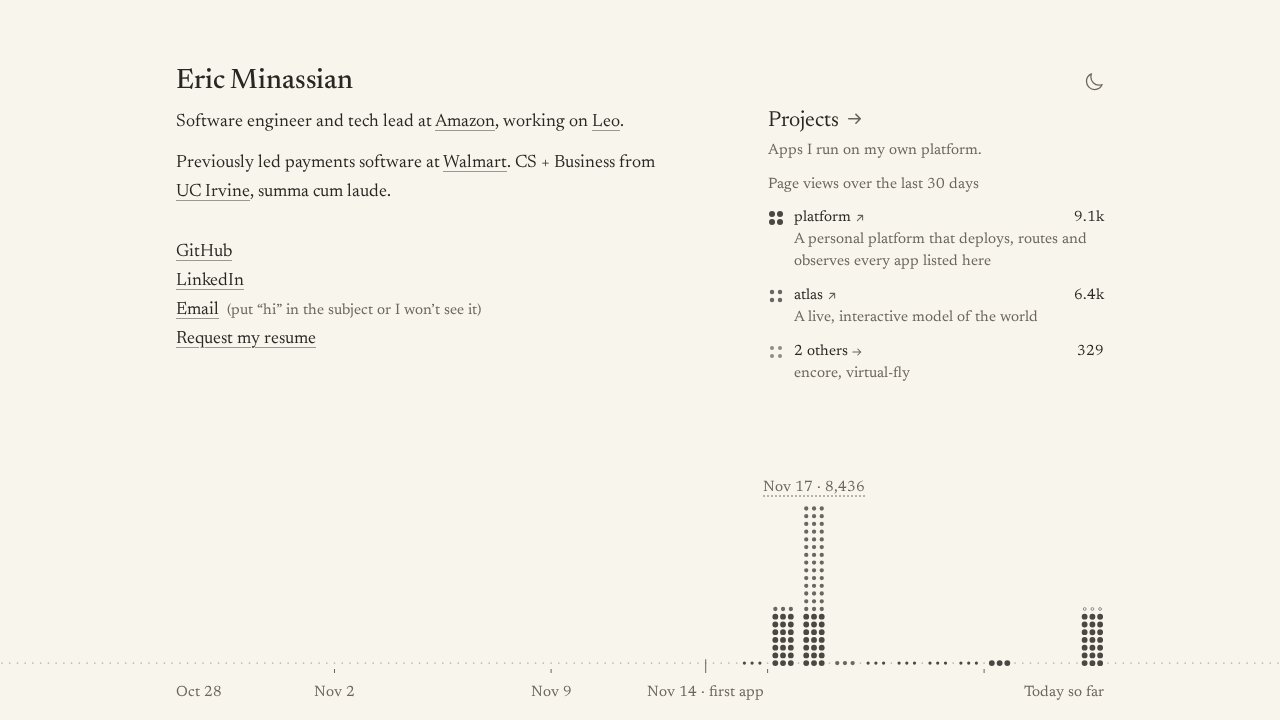 Eric Minassian
Software engineer and tech lead at Amazon, working on Leo.
Previously led payments software at Walmart. CS + Business from
UC Irvine, summa cum laude.
GitHub
LinkedIn
Email (put “hi” in the subject or I won’t see it)
Request my resume
Projects →
Apps I run on my own platform.
Page views over the last 30 days
platform ↗ 9.1k
A personal platform that deploys, routes and
observes every app listed here
atlas ↗ 6.4k
A live, interactive model of the world
2 others → 329
encore, virtual-fly
Nov 17 · 8,436
Oct 28 Nov 2 Nov 9 Nov 14 · first app Today so far